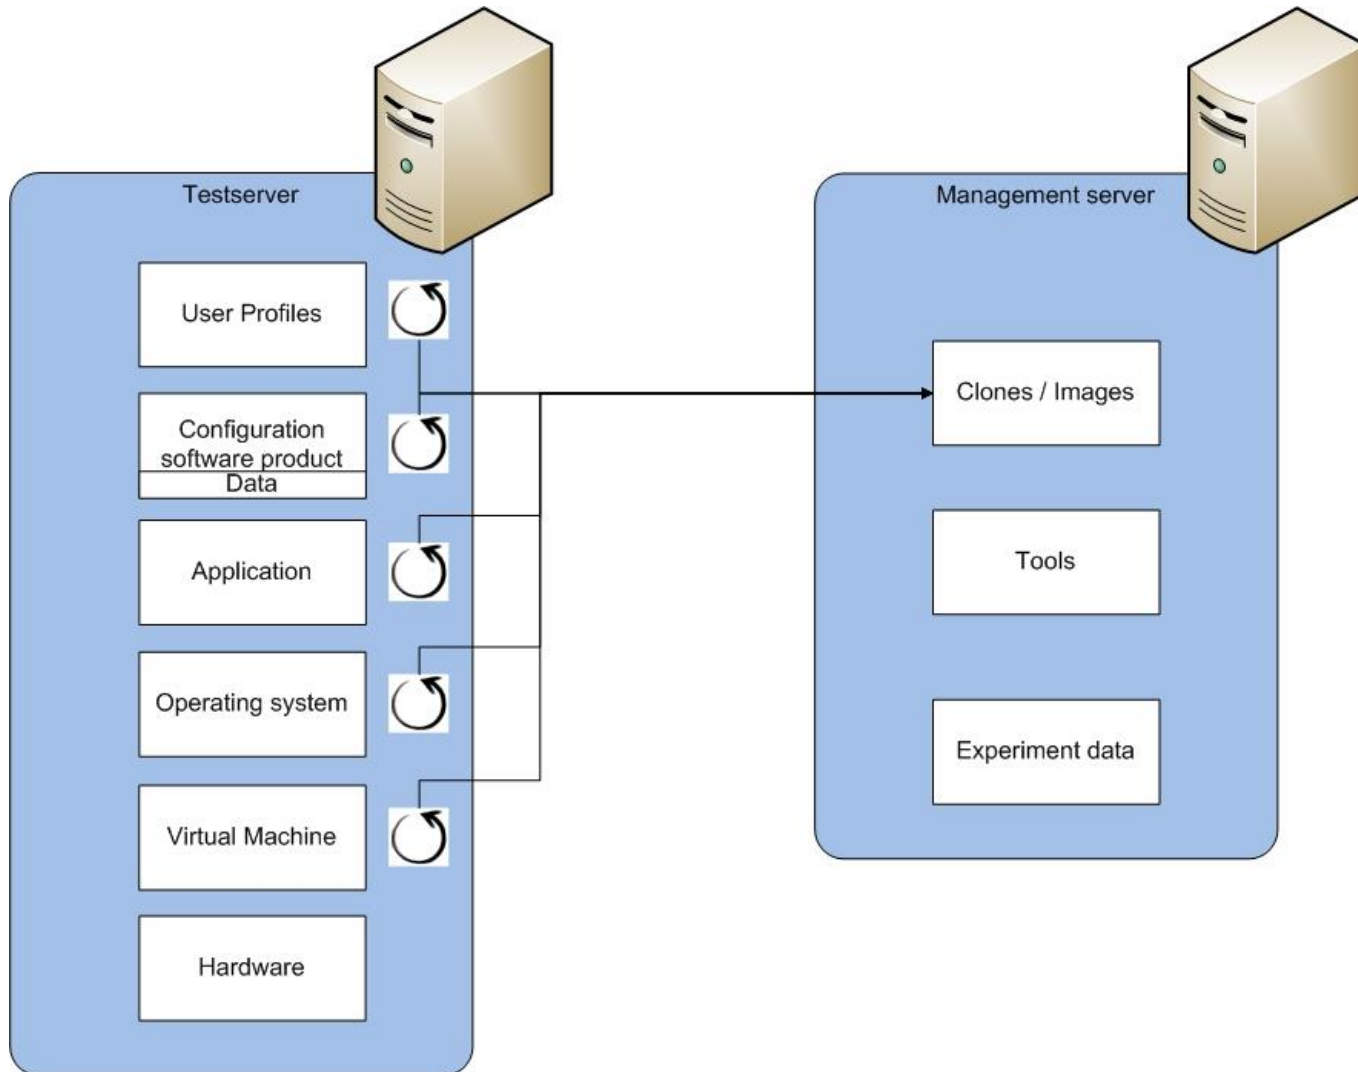 Testserver
User Profiles
Configuration
software product
Data
Application
Operating system
Virtual Machine
Hardware
Management server
Clones / Images
Tools
Experiment data